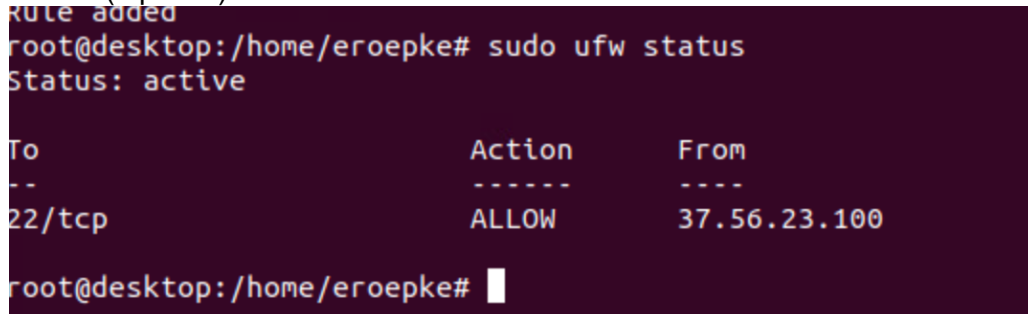 Rule added
root@desktop:/home/eroepke# sudo ufw status
Status: active
To Action From
-- ------ ----
22/tcp ALLOW 37.56.23.100
root@desktop:/home/eroepke#